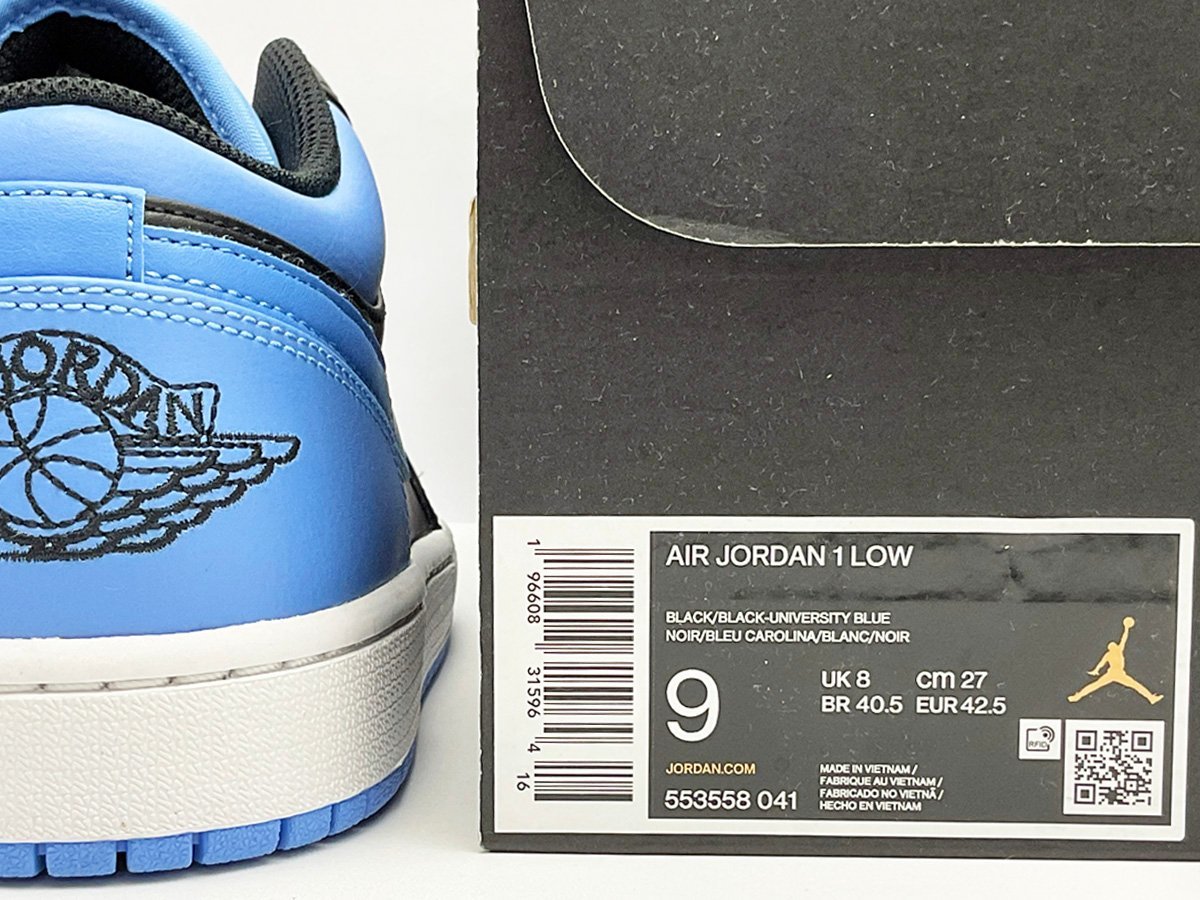 JORDAN
AIR JORDAN 1 LOW
BLACK/BLACK-UNIVERSITY BLUE
NOIR/BLEU CAROLINA/BLANC/NOIR
9
UK 8 cm 27
BR 40.5 EUR 42.5
RFID
JORDAN.COM
553558 041
MADE IN VIETNAM /
FABRIQUE AU VIETNAM /
FABRICADO NO VIETNÃ /
HECHO EN VIETNAM
1 96608 31596 4 16